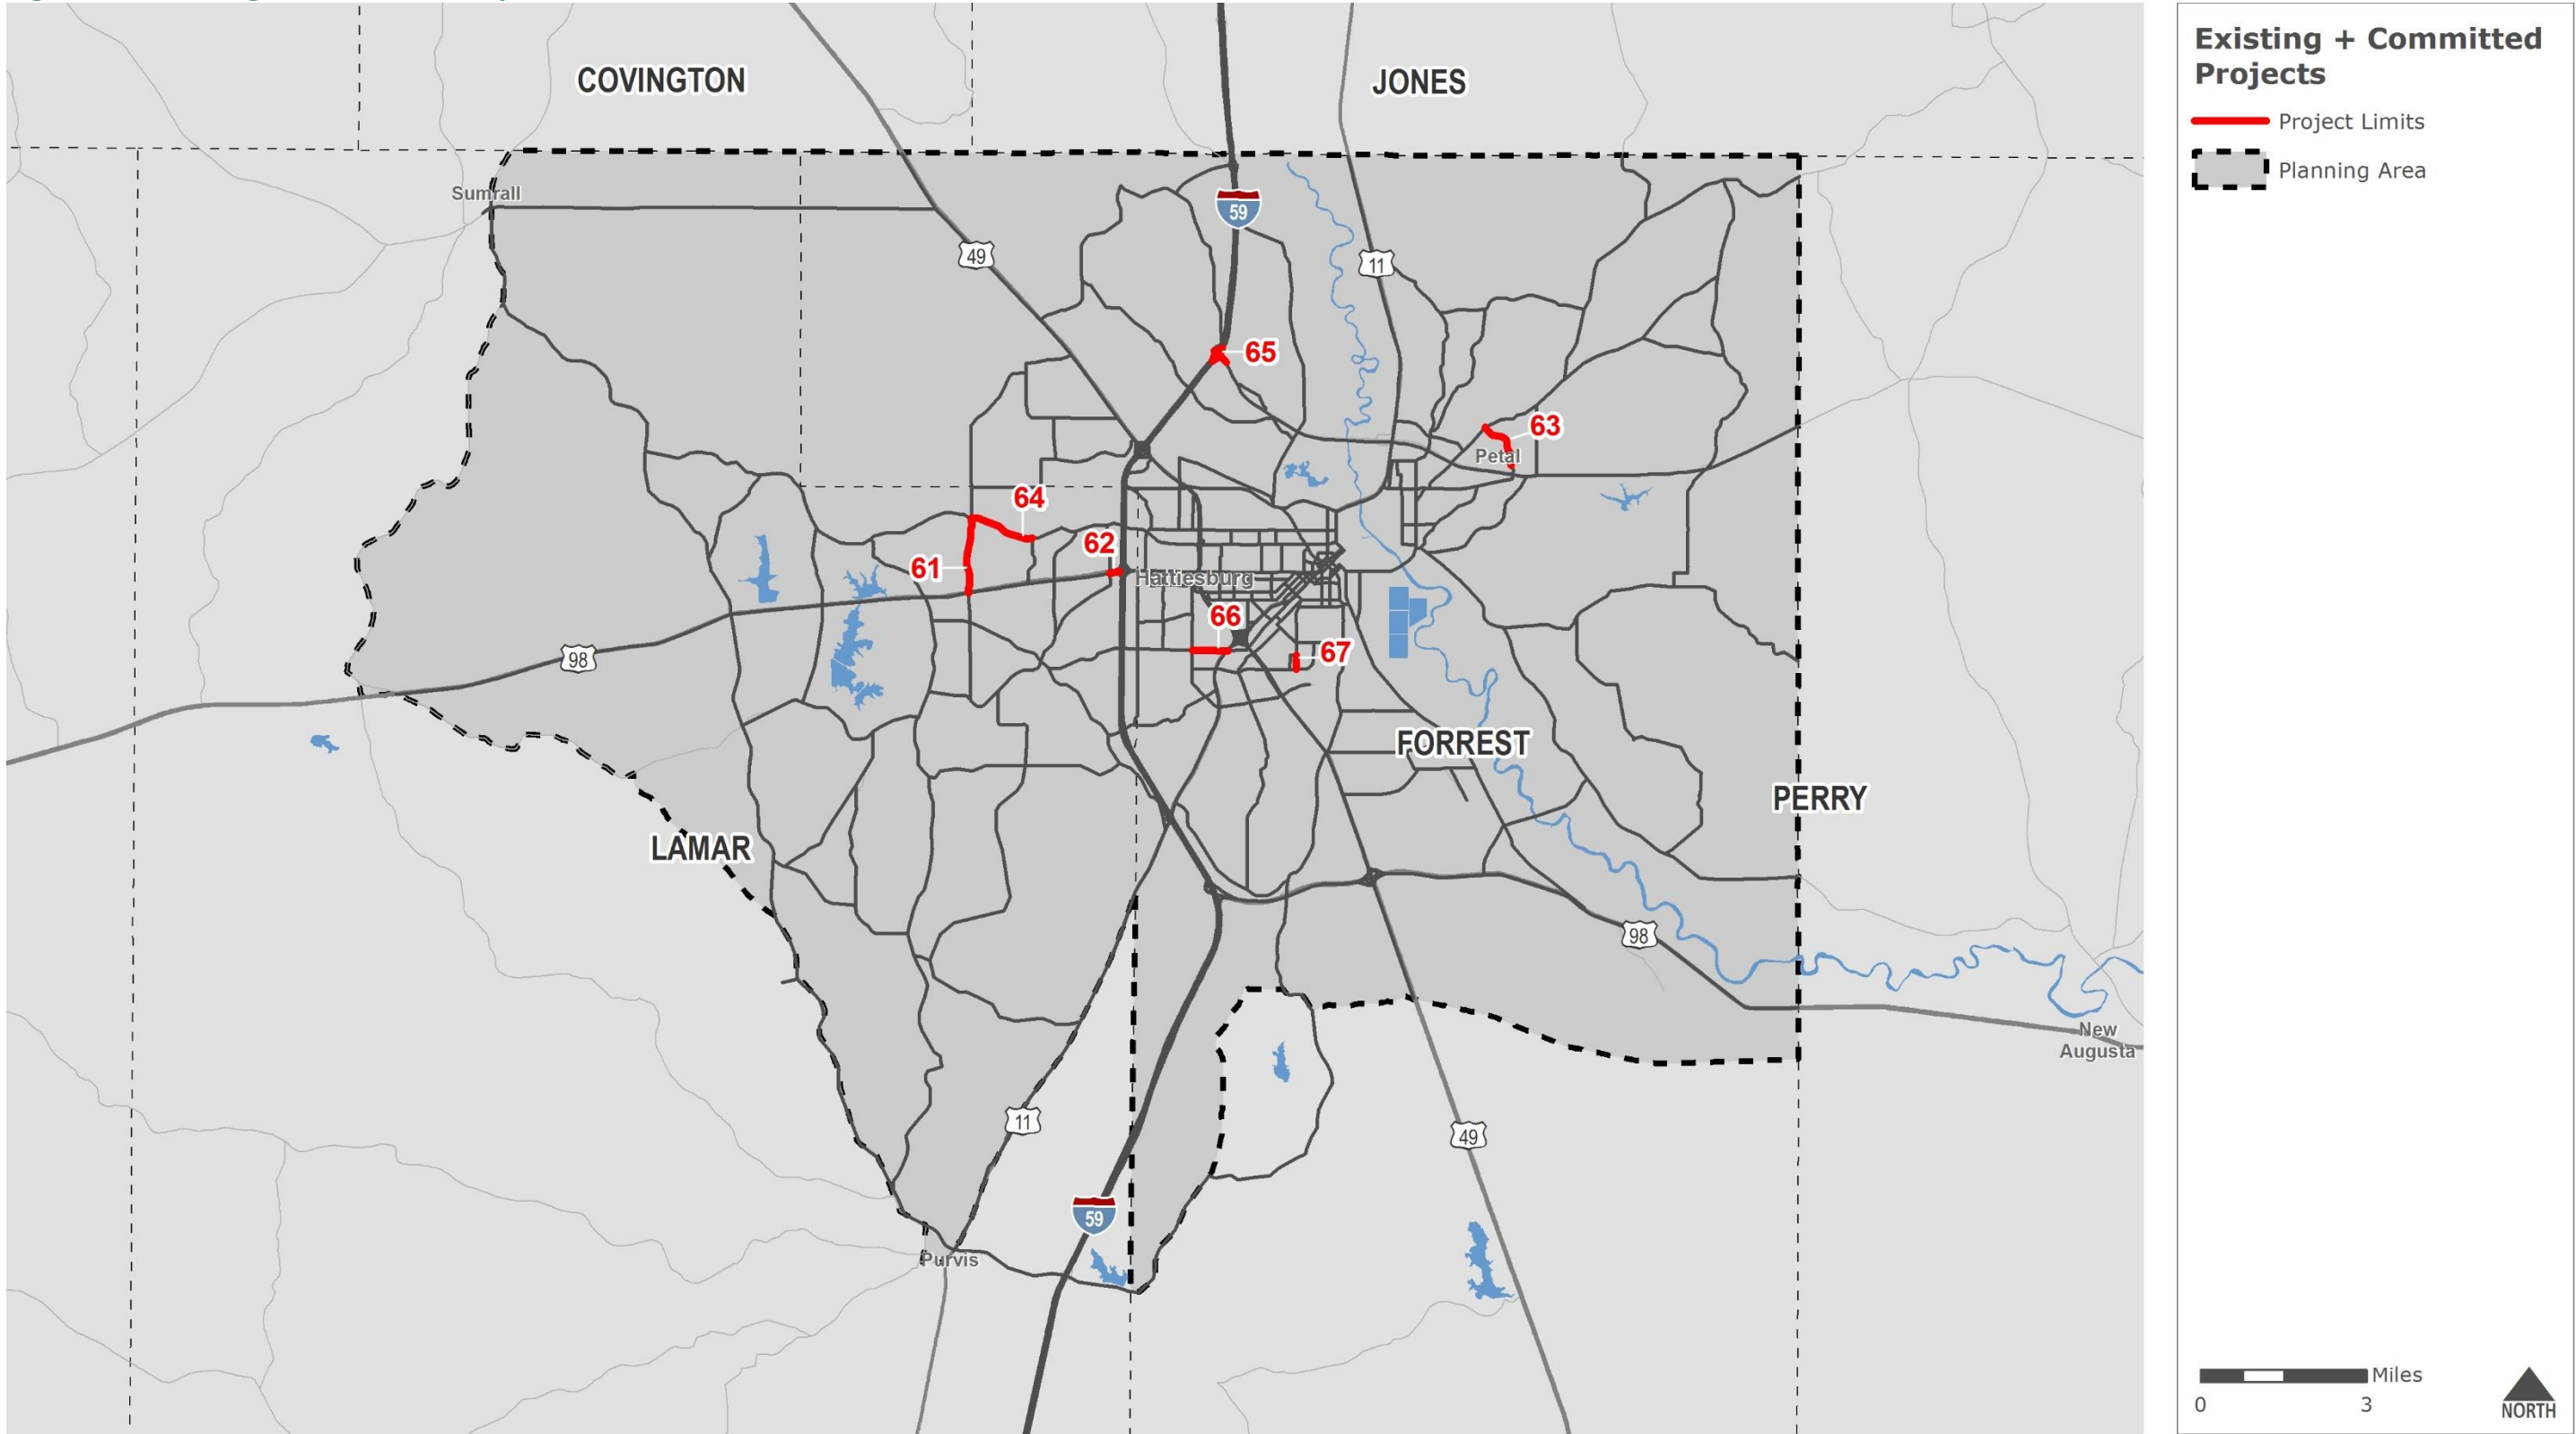 COVINGTON
JONES
Sumrall
59
49
11
65
63
Petal
64
62
61
Hattiesburg
66
67
98
FORREST
PERRY
LAMAR
98
New
Augusta
11
49
59
Purvis
Existing + Committed
Projects
Project Limits
Planning Area
Miles
0 3
NORTH